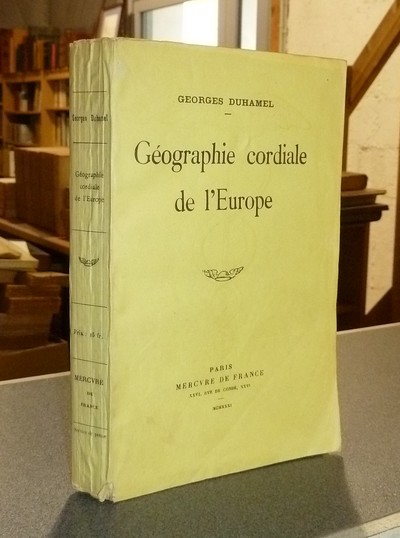 Georges Duhamel
Géographie
cordiale
de l'Europe
MERCVRE
DE
FRANCE
GEORGES DUHAMEL
Géographie cordiale
de l'Europe
PARIS
MERCVRE DE FRANCE
XXVI, RVE DE CONDÉ, XXVI
MCMXXXI